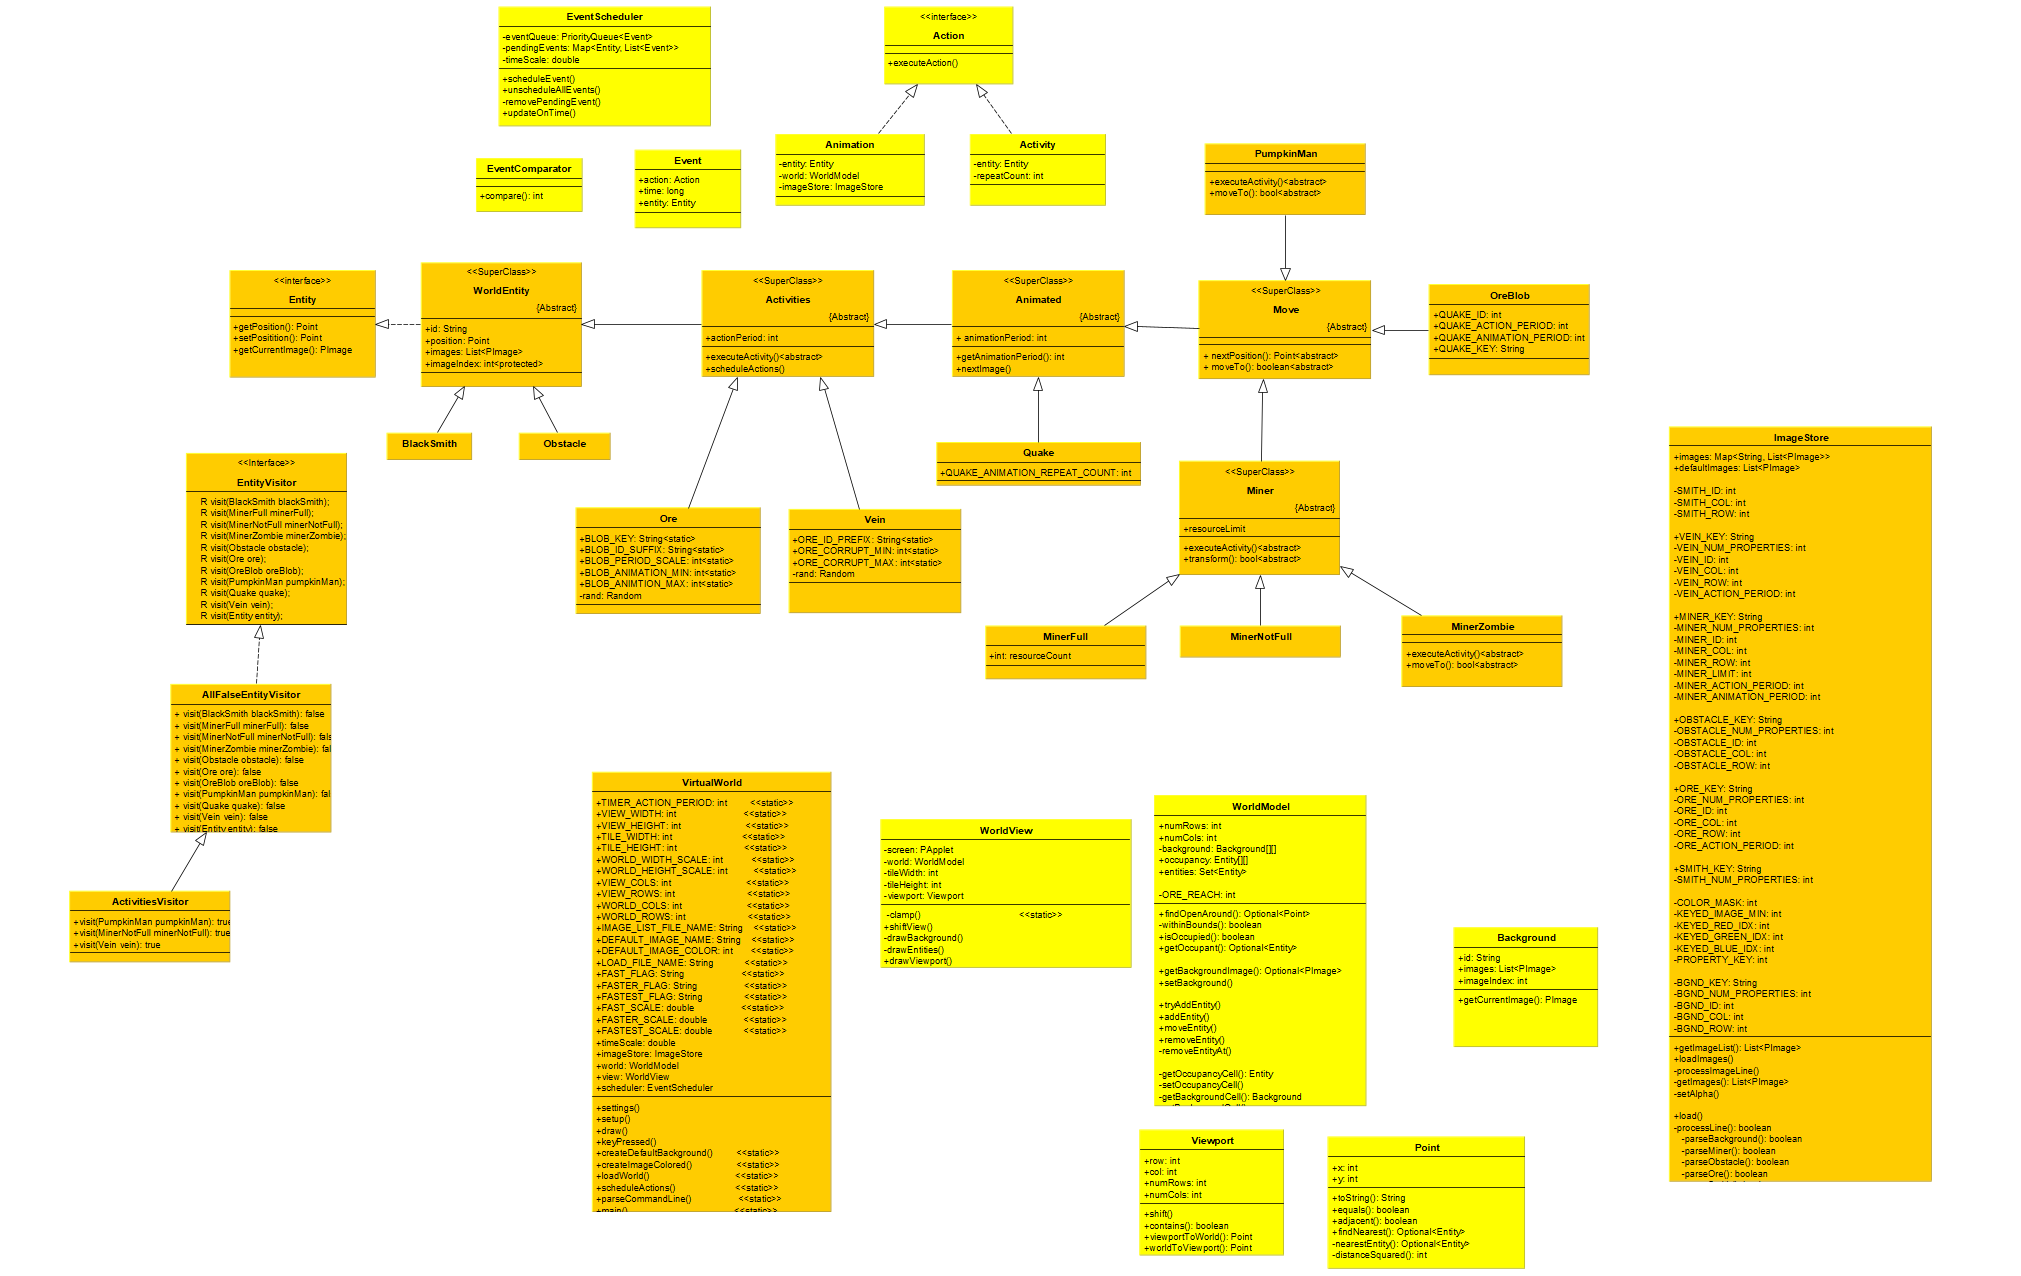 EventScheduler
-eventQueue: PriorityQueue<Event>
-pendingEvents: Map<Entity, List<Event>>
-timeScale: double
+scheduleEvent()
+unscheduleAllEvents()
-removePendingEvent()
+updateOnTime()
<<interface>>
Action
+executeAction()
EventComparator
+compare(): int
Event
+action: Action
+time: long
+entity: Entity
Animation
-entity: Entity
-world: WorldModel
-imageStore: ImageStore
Activity
-entity: Entity
-repeatCount: int
PumpkinMan
+executeActivity()<abstract>
+moveTo(): bool<abstract>
<<interface>>
Entity
+getPosition(): Point
+setPositition(): Point
+getCurrentImage(): PImage
<<SuperClass>>
WorldEntity
{Abstract}
+id: String
+position: Point
+images: List<PImage>
+imageIndex: int<protected>
<<SuperClass>>
Activities
{Abstract}
+actionPeriod: int
+executeActivity()<abstract>
+scheduleActions()
<<SuperClass>>
Animated
{Abstract}
+ animationPeriod: int
+getAnimationPeriod(): int
+nextImage()
<<SuperClass>>
Move
{Abstract}
+ nextPosition(): Point<abstract>
+ moveTo(): boolean<abstract>
OreBlob
+QUAKE_ID: int
+QUAKE_ACTION_PERIOD: int
+QUAKE_ANIMATION_PERIOD: int
+QUAKE_KEY: String
BlackSmith
Obstacle
Quake
+QUAKE_ANIMATION_REPEAT_COUNT: int
<<Interface>>
EntityVisitor
R visit(BlackSmith blackSmith);
R visit(MinerFull minerFull);
R visit(MinerNotFull minerNotFull);
R visit(MinerZombie minerZombie);
R visit(Obstacle obstacle);
R visit(Ore ore);
R visit(OreBlob oreBlob);
R visit(PumpkinMan pumpkinMan);
R visit(Quake quake);
R visit(Vein vein);
R visit(Entity entity);
Ore
+BLOB_KEY: String<static>
+BLOB_ID_SUFFIX: String<static>
+BLOB_PERIOD_SCALE: int<static>
+BLOB_ANIMATION_MIN: int<static>
+BLOB_ANIMTION_MAX: int<static>
-rand: Random
Vein
+ORE_ID_PREFIX: String<static>
+ORE_CORRUPT_MIN: int<static>
+ORE_CORRUPT_MAX: int<static>
-rand: Random
<<SuperClass>>
Miner
{Abstract}
+resourceLimit
+executeActivity()<abstract>
+transform(): bool<abstract>
MinerFull
+int: resourceCount
MinerNotFull
MinerZombie
+executeActivity()<abstract>
+moveTo(): bool<abstract>
AllFalseEntityVisitor
+ visit(BlackSmith blackSmith): false
+ visit(MinerFull minerFull): false
+ visit(MinerNotFull minerNotFull): fals
+ visit(MinerZombie minerZombie): fal
+ visit(Obstacle obstacle): false
+ visit(Ore ore): false
+ visit(OreBlob oreBlob): false
+ visit(PumpkinMan pumpkinMan): fal
+ visit(Quake quake): false
+ visit(Vein vein): false
+ visit(Entity entity): false
ActivitiesVisitor
+visit(PumpkinMan pumpkinMan): true
+visit(MinerNotFull minerNotFull): true
+visit(Vein vein): true
VirtualWorld
+TIMER_ACTION_PERIOD: int <<static>>
+VIEW_WIDTH: int <<static>>
+VIEW_HEIGHT: int <<static>>
+TILE_WIDTH: int <<static>>
+TILE_HEIGHT: int <<static>>
+WORLD_WIDTH_SCALE: int <<static>>
+WORLD_HEIGHT_SCALE: int <<static>>
+VIEW_COLS: int <<static>>
+VIEW_ROWS: int <<static>>
+WORLD_COLS: int <<static>>
+WORLD_ROWS: int <<static>>
+IMAGE_LIST_FILE_NAME: String <<static>>
+DEFAULT_IMAGE_NAME: String <<static>>
+DEFAULT_IMAGE_COLOR: int <<static>>
+LOAD_FILE_NAME: String <<static>>
+FAST_FLAG: String <<static>>
+FASTER_FLAG: String <<static>>
+FASTEST_FLAG: String <<static>>
+FAST_SCALE: double <<static>>
+FASTER_SCALE: double <<static>>
+FASTEST_SCALE: double <<static>>
+timeScale: double
+imageStore: ImageStore
+world: WorldModel
+view: WorldView
+scheduler: EventScheduler
+settings()
+setup()
+draw()
+keyPressed()
+createDefaultBackground() <<static>>
+createImageColored() <<static>>
+loadWorld() <<static>>
+scheduleActions() <<static>>
+parseCommandLine() <<static>>
+main() <<static>>
WorldView
-screen: PApplet
-world: WorldModel
-tileWidth: int
-tileHeight: int
-viewport: Viewport
-clamp() <<static>>
+shiftView()
-drawBackground()
-drawEntities()
+drawViewport()
WorldModel
+numRows: int
+numCols: int
-background: Background[][]
+occupancy: Entity[][]
+entities: Set<Entity>
-ORE_REACH: int
+findOpenAround(): Optional<Point>
-withinBounds(): boolean
+isOccupied(): boolean
+getOccupant(): Optional<Entity>
+getBackgroundImage(): Optional<PImage>
+setBackground()
+tryAddEntity()
+addEntity()
+moveEntity()
+removeEntity()
-removeEntityAt()
-getOccupancyCell(): Entity
-setOccupancyCell()
-getBackgroundCell(): Background
Background
+id: String
+images: List<PImage>
+imageIndex: int
+getCurrentImage(): PImage
Viewport
+row: int
+col: int
+numRows: int
+numCols: int
+shift()
+contains(): boolean
+viewportToWorld(): Point
+worldToViewport(): Point
Point
+x: int
+y: int
+toString(): String
+equals(): boolean
+adjacent(): boolean
+findNearest(): Optional<Entity>
-nearestEntity(): Optional<Entity>
-distanceSquared(): int
ImageStore
+images: Map<String, List<PImage>>
+defaultImages: List<PImage>
-SMITH_ID: int
-SMITH_COL: int
-SMITH_ROW: int
+VEIN_KEY: String
-VEIN_NUM_PROPERTIES: int
-VEIN_ID: int
-VEIN_COL: int
-VEIN_ROW: int
-VEIN_ACTION_PERIOD: int
+MINER_KEY: String
-MINER_NUM_PROPERTIES: int
-MINER_ID: int
-MINER_COL: int
-MINER_ROW: int
-MINER_LIMIT: int
-MINER_ACTION_PERIOD: int
-MINER_ANIMATION_PERIOD: int
+OBSTACLE_KEY: String
-OBSTACLE_NUM_PROPERTIES: int
-OBSTACLE_ID: int
-OBSTACLE_COL: int
-OBSTACLE_ROW: int
+ORE_KEY: String
-ORE_NUM_PROPERTIES: int
-ORE_ID: int
-ORE_COL: int
-ORE_ROW: int
-ORE_ACTION_PERIOD: int
+SMITH_KEY: String
-SMITH_NUM_PROPERTIES: int
-COLOR_MASK: int
-KEYED_IMAGE_MIN: int
-KEYED_RED_IDX: int
-KEYED_GREEN_IDX: int
-KEYED_BLUE_IDX: int
-PROPERTY_KEY: int
-BGND_KEY: String
-BGND_NUM_PROPERTIES: int
-BGND_ID: int
-BGND_COL: int
-BGND_ROW: int
+getImageList(): List<PImage>
+loadImages()
-processImageLine()
-getImages(): List<PImage>
-setAlpha()
+load()
-processLine(): boolean
-parseBackground(): boolean
-parseMiner(): boolean
-parseObstacle(): boolean
-parseOre(): boolean